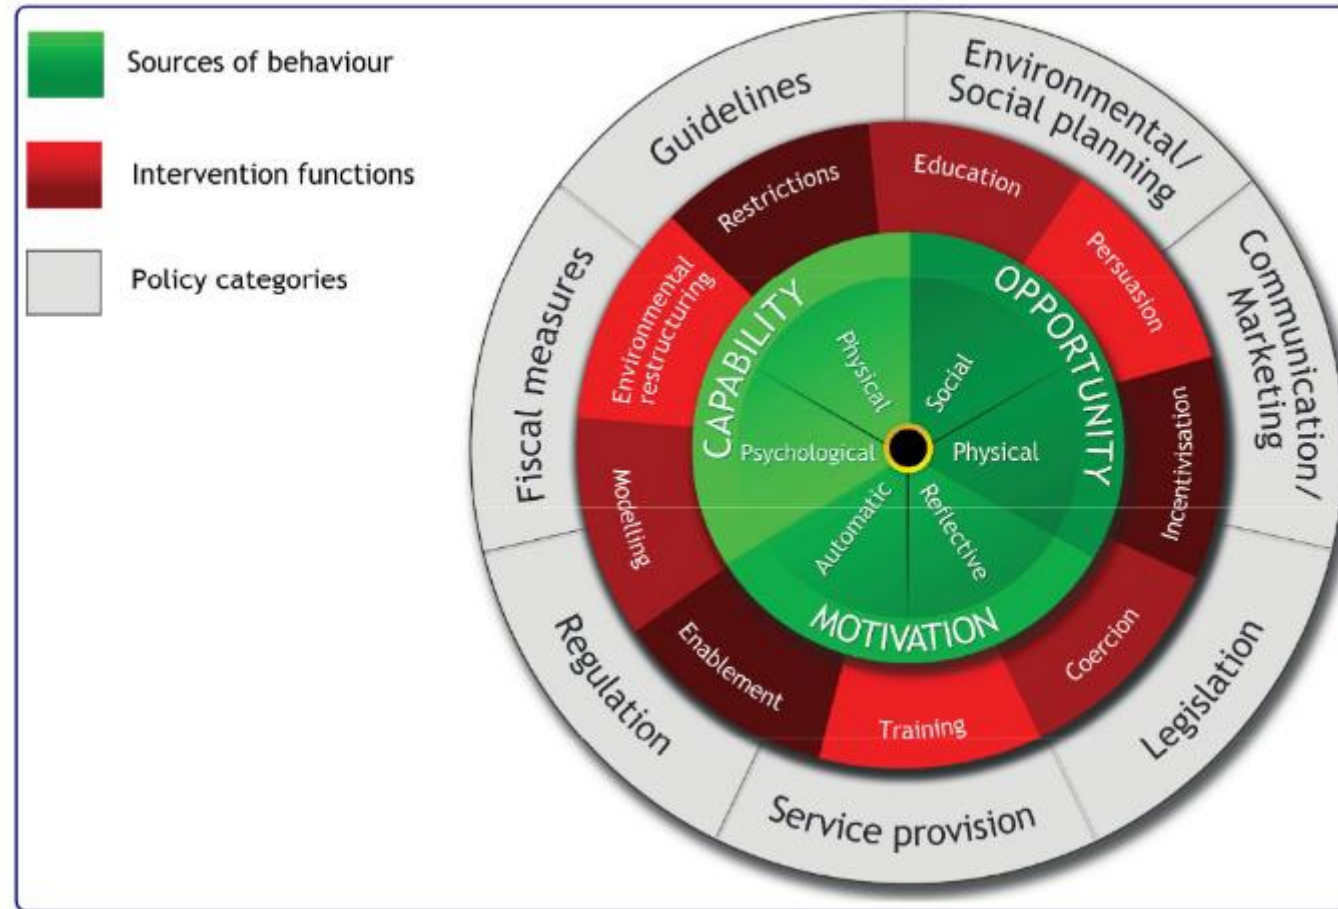 Sources of behaviour
Intervention functions
Policy categories
Guidelines
Environmental/
Social planning
Communication/
Marketing
Legislation
Service provision
Regulation
Fiscal measures
Restrictions
Education
Persuasion
Incentivisation
Coercion
Training
Enablement
Modelling
Environmental
restructuring
CAPABILITY
OPPORTUNITY
MOTIVATION
Physical
Social
Physical
Reflective
Automatic
Psychological